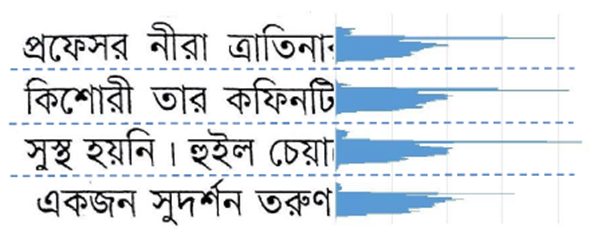 প্রফেসর নীরা ত্রাতিনার
কিশোরী তার কফিনটি
সুস্থ হয়নি। হুইল চেয়া
একজন সুদর্শন তরুণ